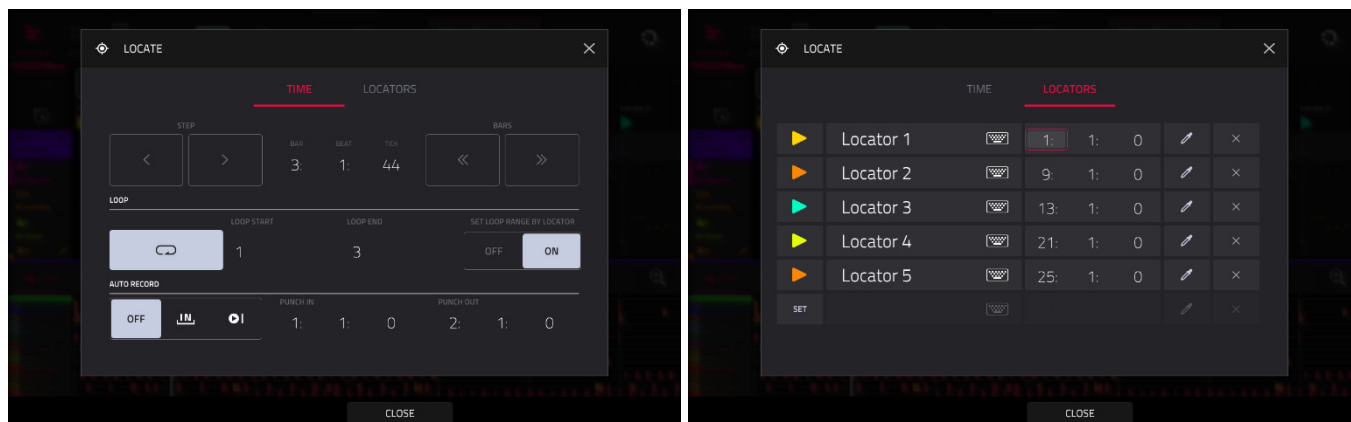 LOCATE
TIME LOCATORS
STEP BARS
BAR BEAT TICK
3: 1: 44
LOOP
LOOP START LOOP END SET LOOP RANGE BY LOCATOR
1 3 OFF ON
AUTO RECORD
PUNCH IN PUNCH OUT
OFF IN 1: 1: 0 2: 1: 0
CLOSE
LOCATE
TIME LOCATORS
Locator 1 1: 1: 0
Locator 2 9: 1: 0
Locator 3 13: 1: 0
Locator 4 21: 1: 0
Locator 5 25: 1: 0
SET
CLOSE